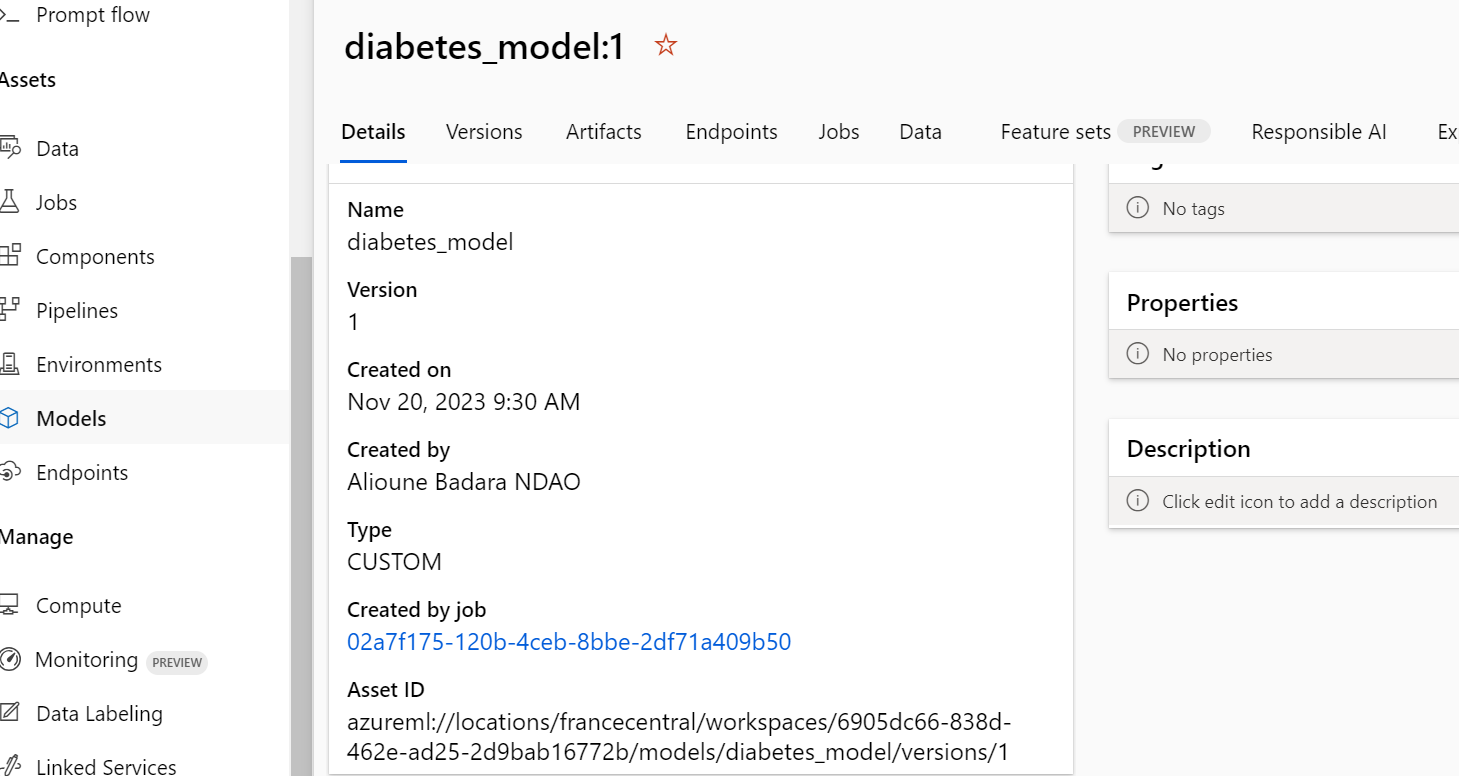 Prompt flow
Assets
Data
Jobs
Components
Pipelines
Environments
Models
Endpoints
Manage
Compute
Monitoring PREVIEW
Data Labeling
Linked Services
diabetes_model:1
Details Versions Artifacts Endpoints Jobs Data Feature sets PREVIEW Responsible AI Ex
Name
diabetes_model
Version
1
Created on
Nov 20, 2023 9:30 AM
Created by
Alioune Badara NDAO
Type
CUSTOM
Created by job
02a7f175-120b-4ceb-8bbe-2df71a409b50
Asset ID
azureml://locations/francecentral/workspaces/6905dc66-838d-
462e-ad25-2d9bab16772b/models/diabetes_model/versions/1
No tags
Properties
No properties
Description
Click edit icon to add a description